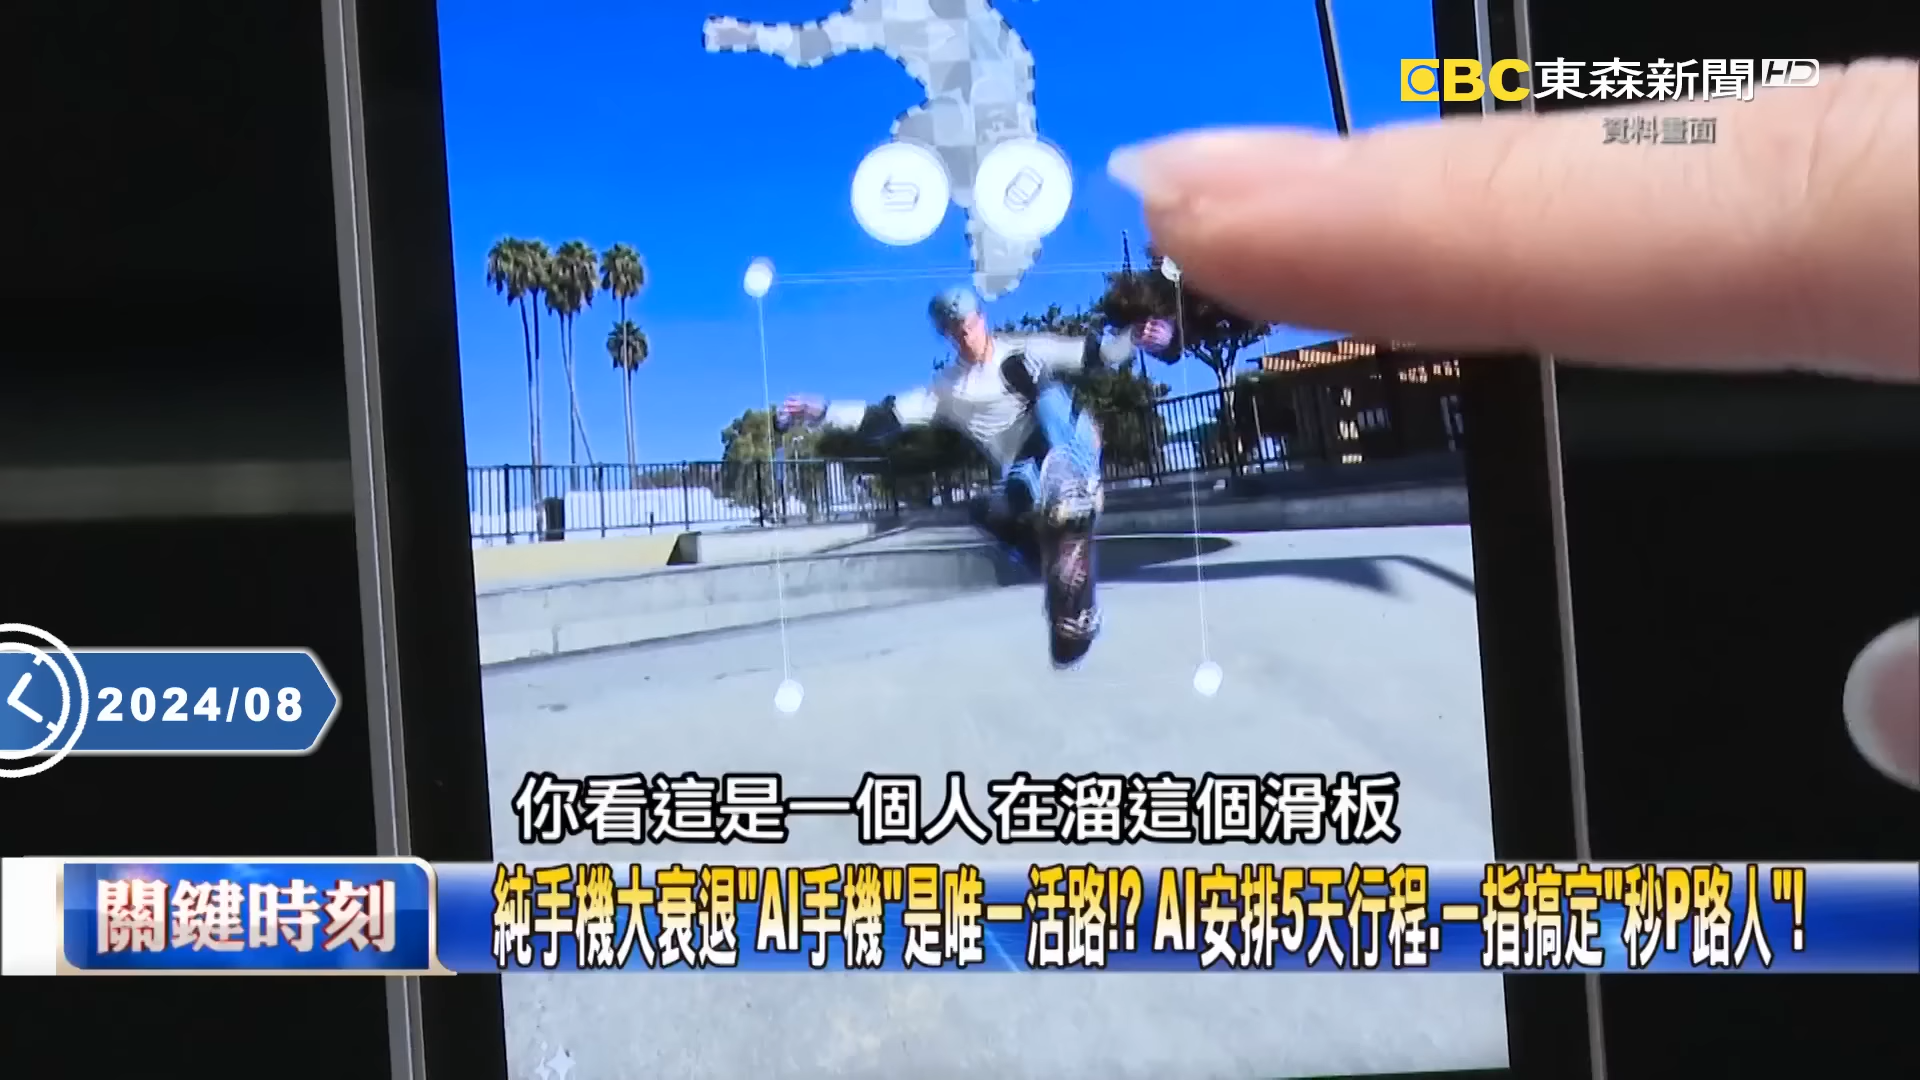 EBC東森新聞HD
資料畫面
2024/08
你看這是一個人在溜這個滑板
關鍵時刻
純手機大衰退"AI手機"是唯一活路!? AI安排5天行程.一指搞定"秒P路人"!